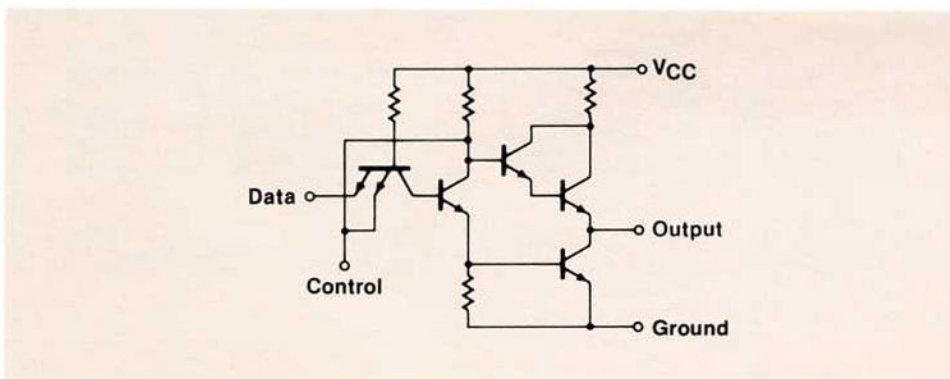 VCC
Data
Output
Control
Ground